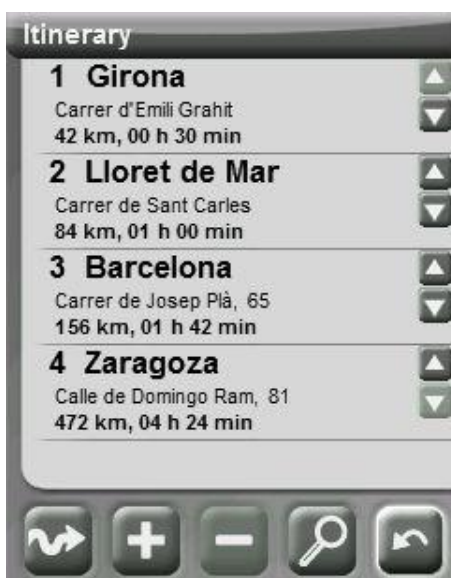 Itinerary
1 Girona
Carrer d'Emili Grahit
42 km, 00 h 30 min
2 Lloret de Mar
Carrer de Sant Carles
84 km, 01 h 00 min
3 Barcelona
Carrer de Josep Plà, 65
156 km, 01 h 42 min
4 Zaragoza
Calle de Domingo Ram, 81
472 km, 04 h 24 min